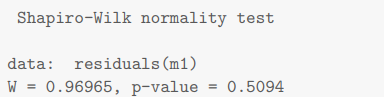 Shapiro-Wilk normality test
data:  residuals(m1)
W = 0.96965, p-value = 0.5094